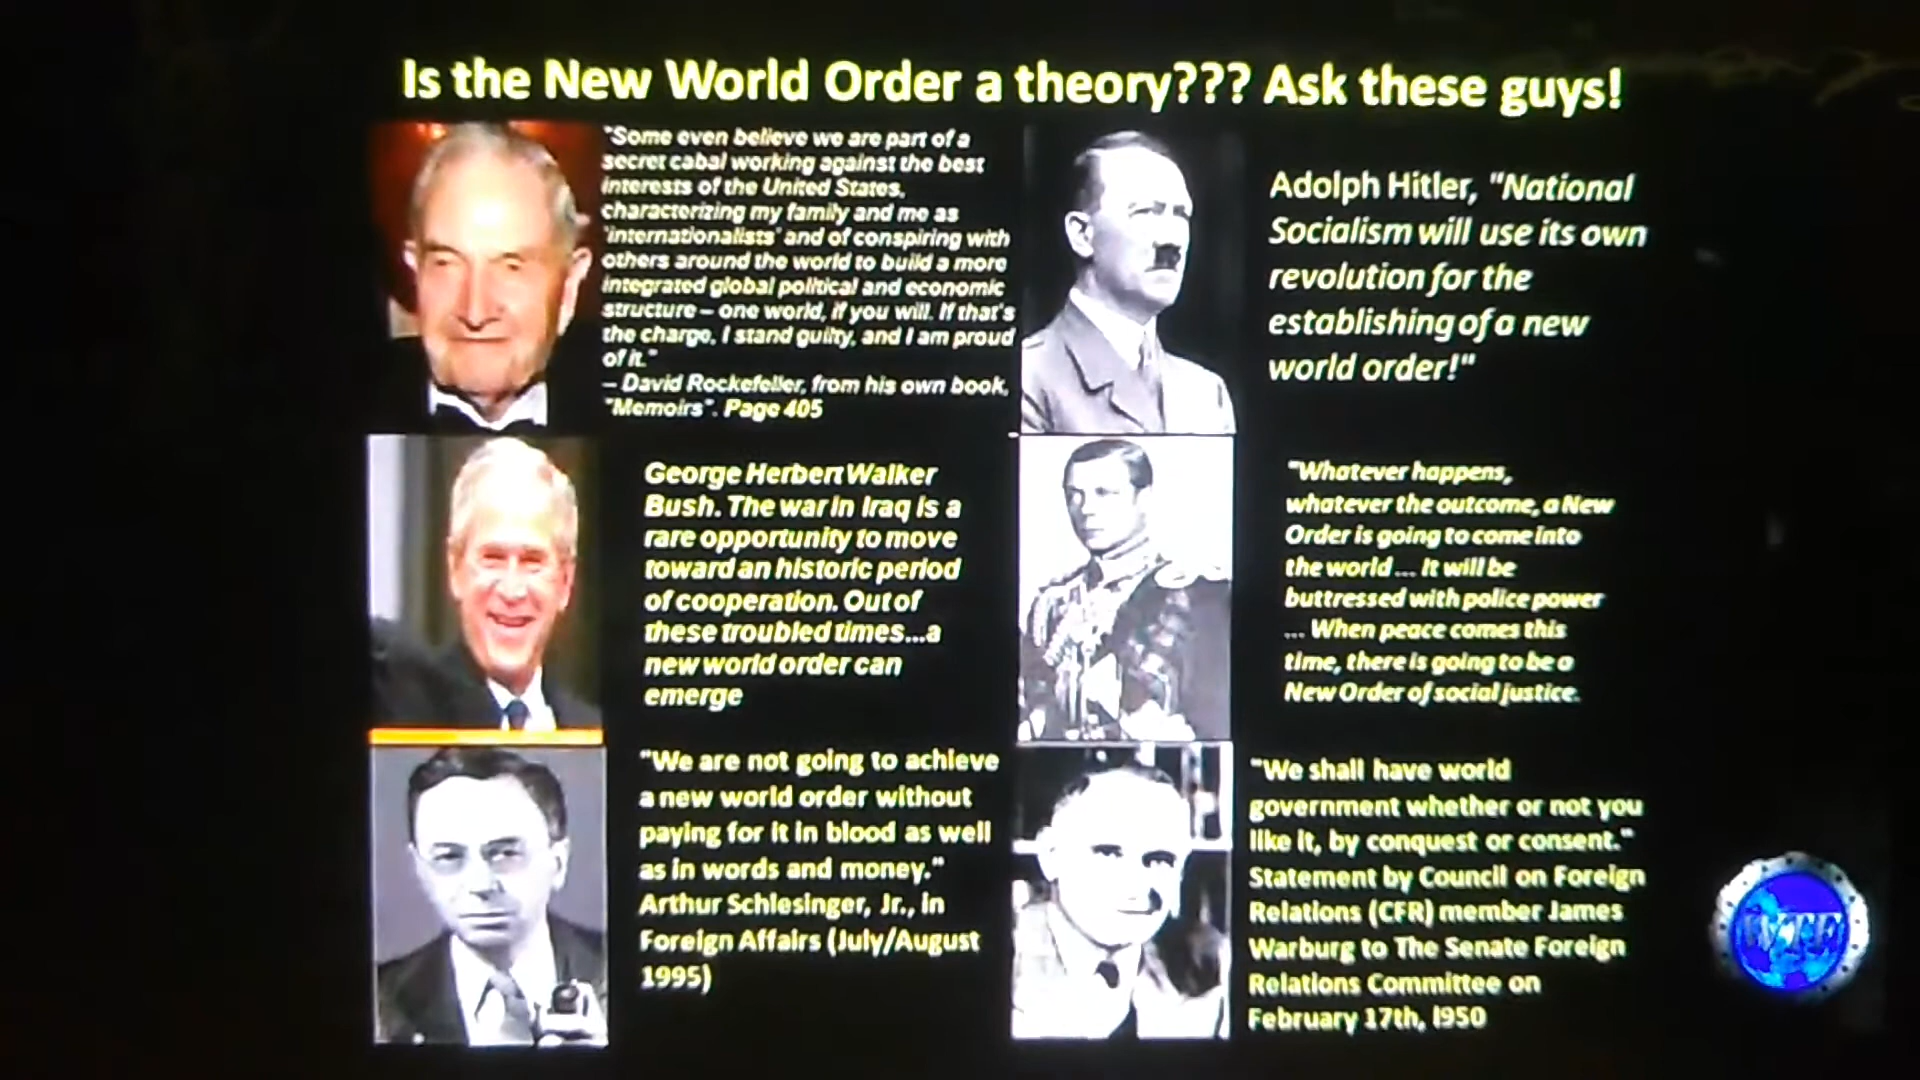 Is the New World Order a theory??? Ask these guys!
"Some even believe we are part of a
secret cabal working against the best
interests of the United States,
characterizing my family and me as
'internationalists' and of conspiring with
others around the world to build a more
integrated global political and economic
structure – one world, if you will. If that's
the charge, I stand guilty, and I am proud
of it."
– David Rockefeller, from his own book,
"Memoirs". Page 405
Adolph Hitler, "National
Socialism will use its own
revolution for the
establishing of a new
world order!"
George Herbert Walker
Bush. The war in Iraq is a
rare opportunity to move
toward an historic period
of cooperation. Out of
these troubled times...a
new world order can
emerge
"Whatever happens,
whatever the outcome, a New
Order is going to come into
the world ... It will be
buttressed with police power
... When peace comes this
time, there is going to be a
New Order of social justice.
"We are not going to achieve
a new world order without
paying for it in blood as well
as in words and money."
Arthur Schlesinger, Jr., in
Foreign Affairs (July/August
1995)
"We shall have world
government whether or not you
like it, by conquest or consent."
Statement by Council on Foreign
Relations (CFR) member James
Warburg to The Senate Foreign
Relations Committee on
February 17th, l950
WTF